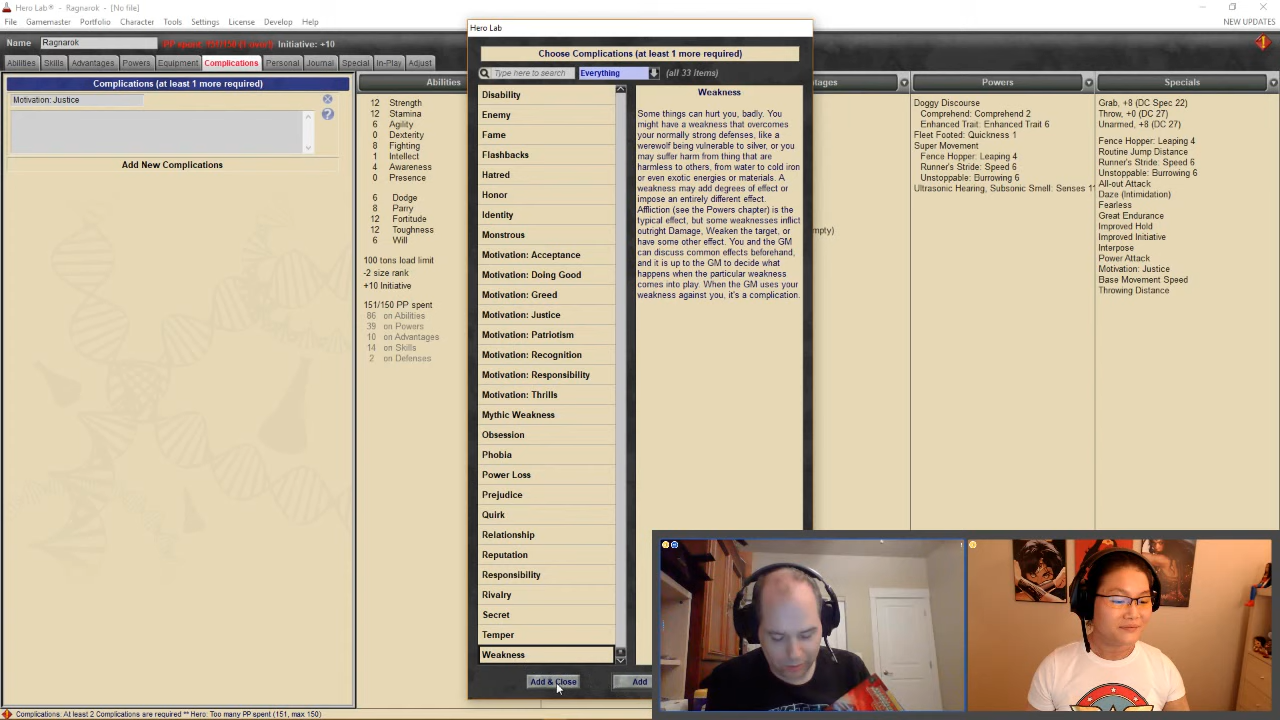 Hero Lab® - Ragnarok - [No file]
File Gamemaster Portfolio Character Tools Settings License Develop Help
NEW UPDATES
Name Ragnarok Initiative: +10
Abilities Skills Advantages Powers Equipment Complications Personal Journal Special In-Play Adjust
Complications (at least 1 more required)
Motivation: Justice
?
Add New Complications
Abilities
12 Strength
12 Stamina
6 Agility
0 Dexterity
8 Fighting
1 Intellect
4 Awareness
0 Presence
6 Dodge
8 Parry
12 Fortitude
12 Toughness
6 Will
100 tons load limit
-2 size rank
+10 Initiative
151/150 PP spent
86 on Abilities
39 on Powers
10 on Advantages
14 on Skills
2 on Defenses
Hero Lab
Choose Complications (at least 1 more required)
Type here to search
Everything
(all 33 items)
Disability
Enemy
Fame
Flashbacks
Hatred
Honor
Identity
Monstrous
Motivation: Acceptance
Motivation: Doing Good
Motivation: Greed
Motivation: Justice
Motivation: Patriotism
Motivation: Recognition
Motivation: Responsibility
Motivation: Thrills
Mythic Weakness
Obsession
Phobia
Power Loss
Prejudice
Quirk
Relationship
Reputation
Responsibility
Rivalry
Secret
Temper
Weakness
Add & Close
Add
Weakness
Some things can hurt you, badly. You
might have a weakness that overcomes
your normally strong defenses, like a
werewolf being vulnerable to silver, or you
may suffer harm from thing that are
harmless to others, from water to cold iron
or even exotic energies or materials. A
weakness may add degrees of effect or
impose an entirely different effect.
Affliction (see the Powers chapter) is the
typical effect, but some weaknesses inflict
outright Damage, Weaken the target, or
have some other effect. You and the GM
can discuss common effects beforehand,
and it is up to the GM to decide what
happens when the particular weakness
comes into play. When the GM uses your
weakness against you, it's a complication.
tages
mpty)
Powers
Doggy Discourse
Comprehend: Comprehend 2
Enhanced Trait: Enhanced Trait 6
Fleet Footed: Quickness 1
Super Movement
Fence Hopper: Leaping 4
Runner's Stride: Speed 6
Unstoppable: Burrowing 6
Ultrasonic Hearing, Subsonic Smell: Senses 1
Specials
Grab, +8 (DC Spec 22)
Throw, +0 (DC 27)
Unarmed, +8 (DC 27)
Fence Hopper: Leaping 4
Routine Jump Distance
Runner's Stride: Speed 6
Unstoppable: Burrowing 6
All-out Attack
Daze (Intimidation)
Fearless
Great Endurance
Improved Hold
Improved Initiative
Interpose
Power Attack
Motivation: Justice
Base Movement Speed
Throwing Distance
Complications: At least 2 Complications are required ** Hero: Too many PP spent (151, max 150)